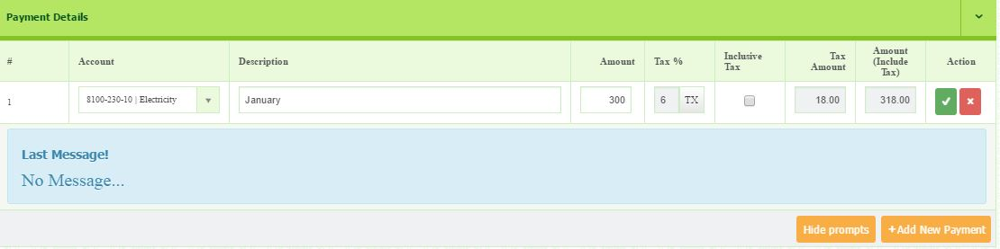 Payment Details
# Account Description Amount Tax % Inclusive Tax Tax Amount Amount (Include Tax) Action
1 8100-230-10 | Electricity January 300 6 TX 18.00 318.00
Last Message!
No Message...
Hide prompts +Add New Payment